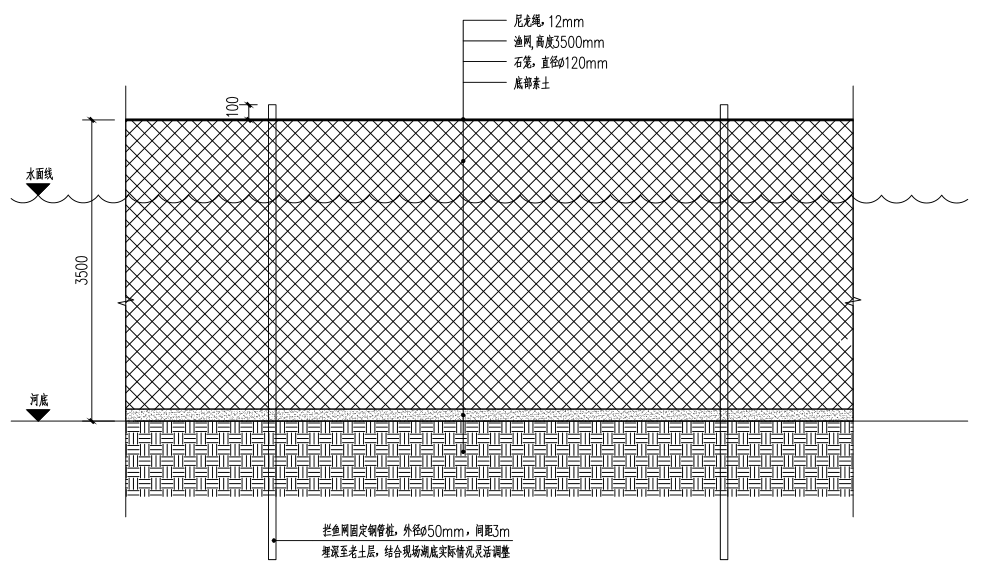 尼龙绳，12mm
渔网,高度3500mm
石笼，直径Ø120mm
底部素土
100
水面线
3500
河底
拦鱼网固定钢管桩，外径Ø50mm，间距3m
埋深至老土层，结合现场湖底实际情况灵活调整